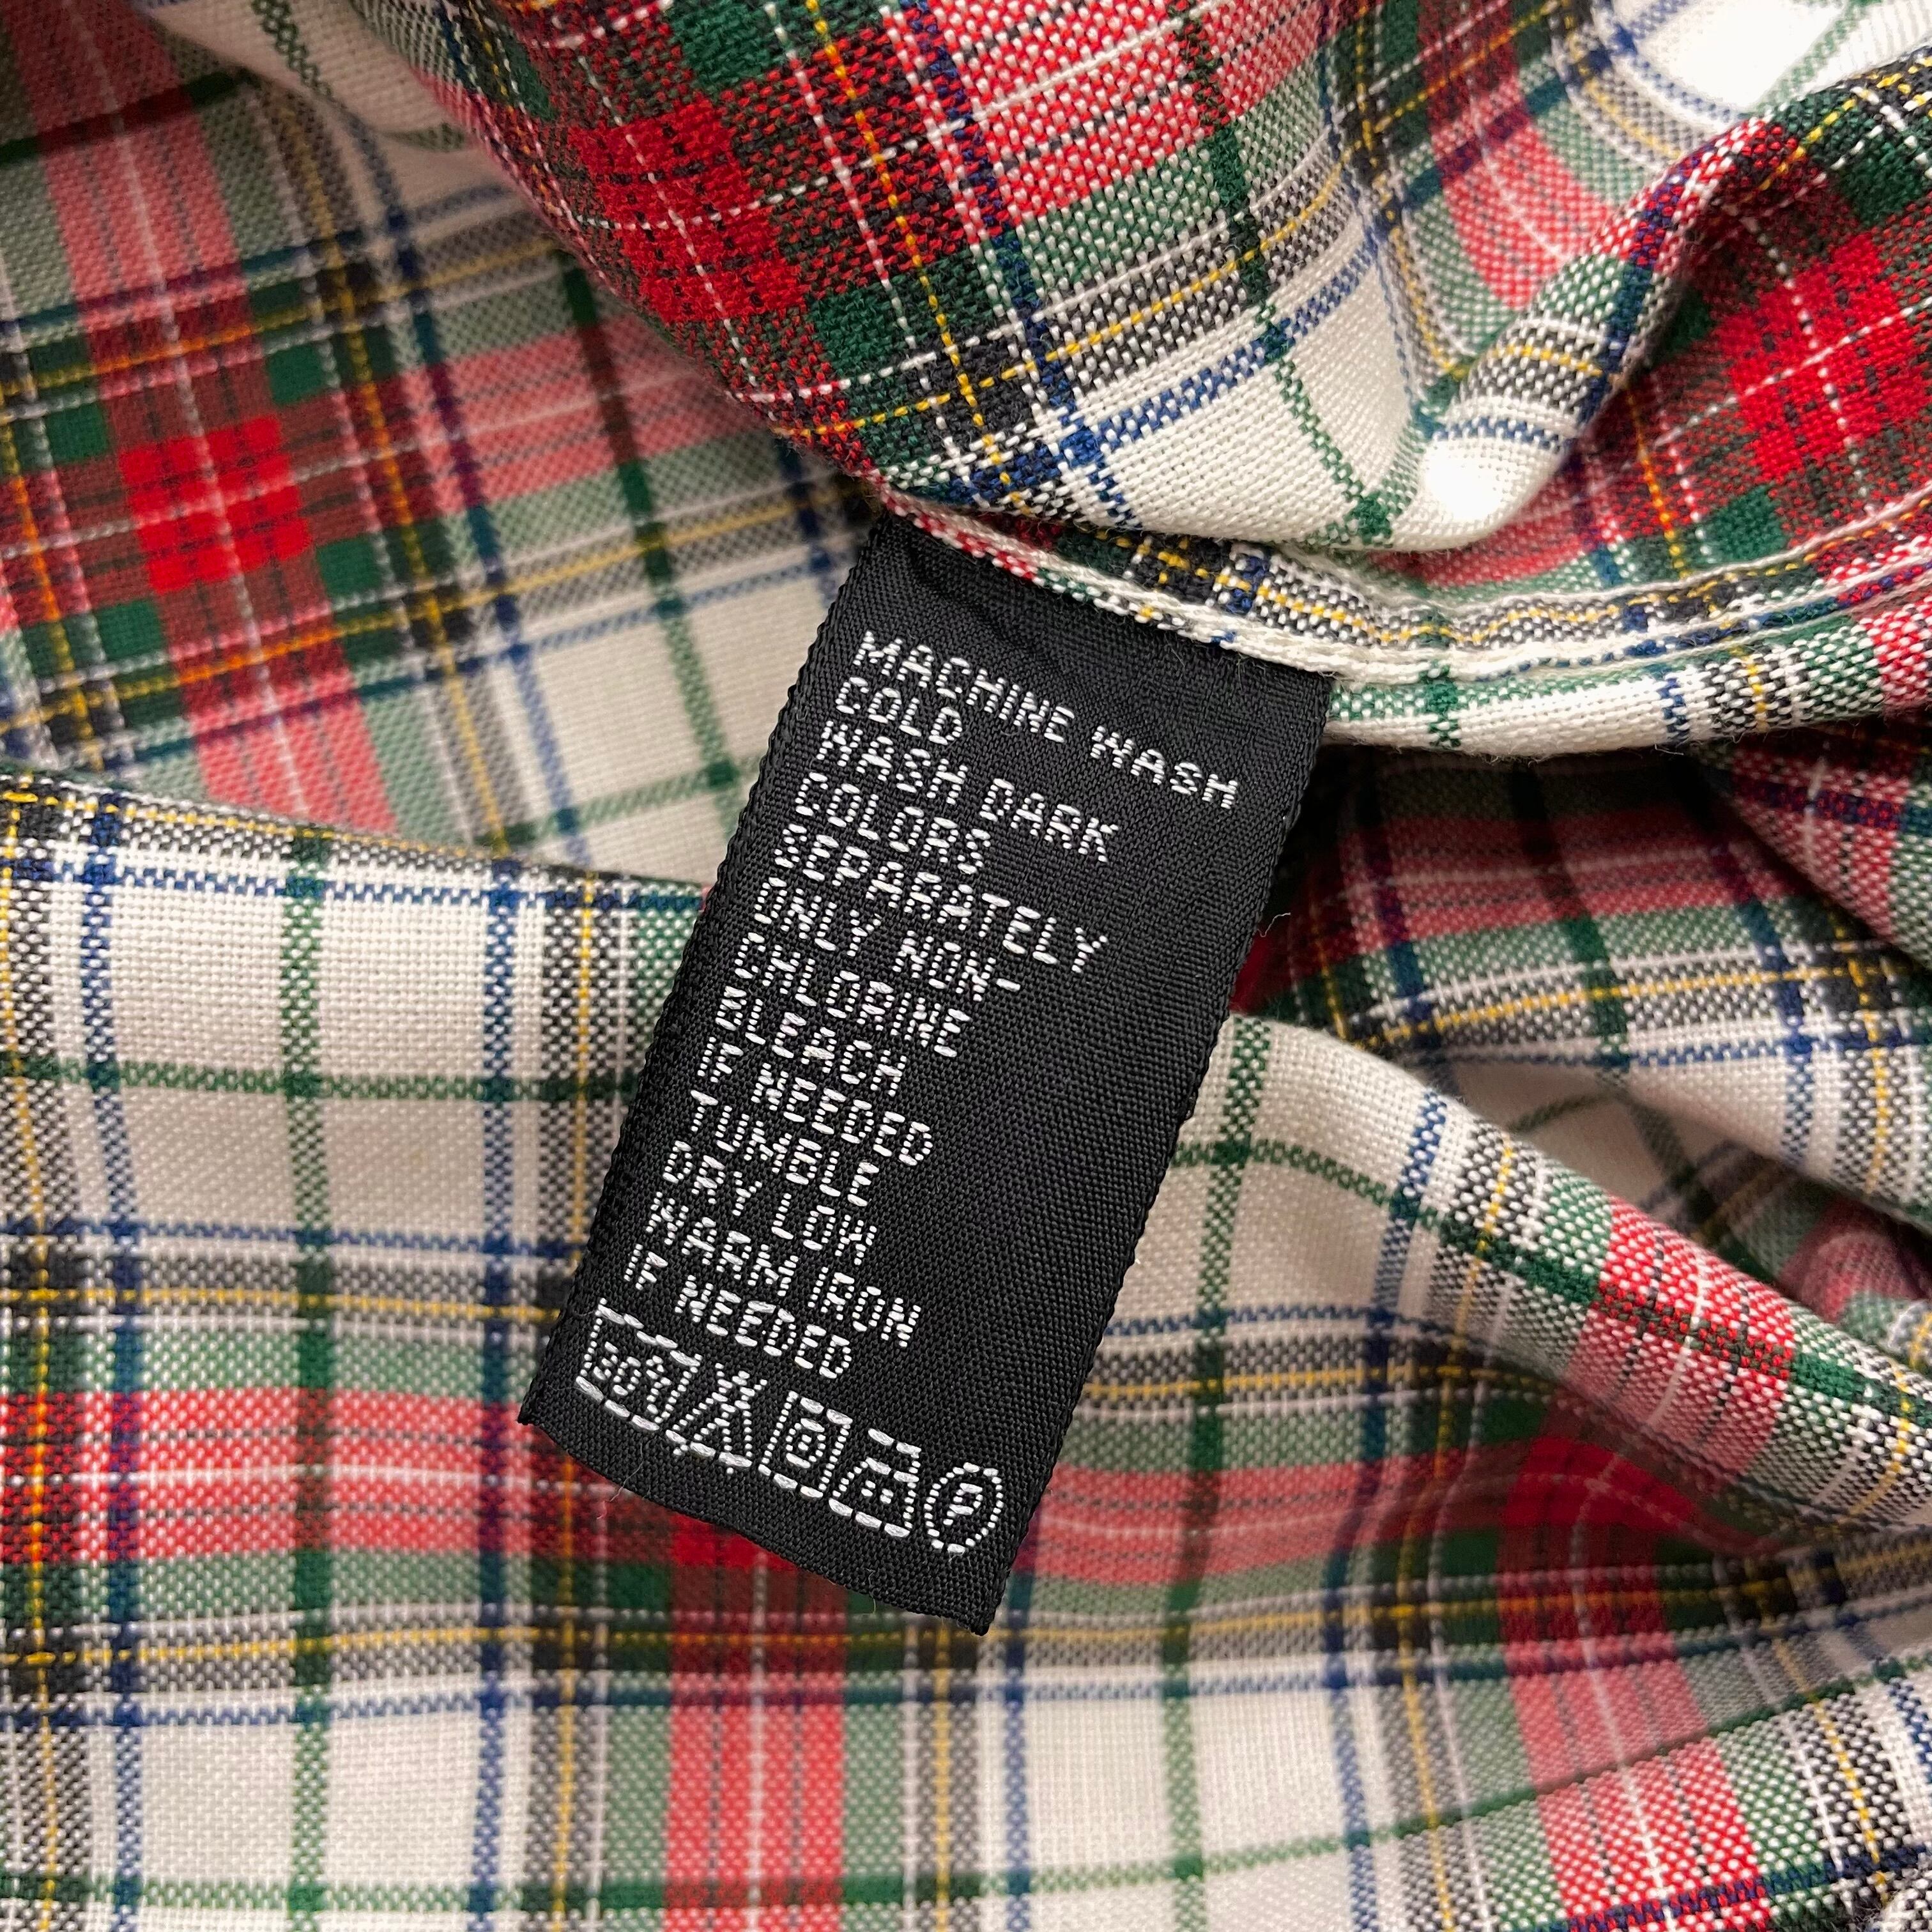 MACHINE WASH
COLD
WASH DARK
COLORS
SEPARATELY
ONLY NON-
CHLORINE
BLEACH
IF NEEDED
TUMBLE
DRY LOW
WARM IRON
IF NEEDED
30° P